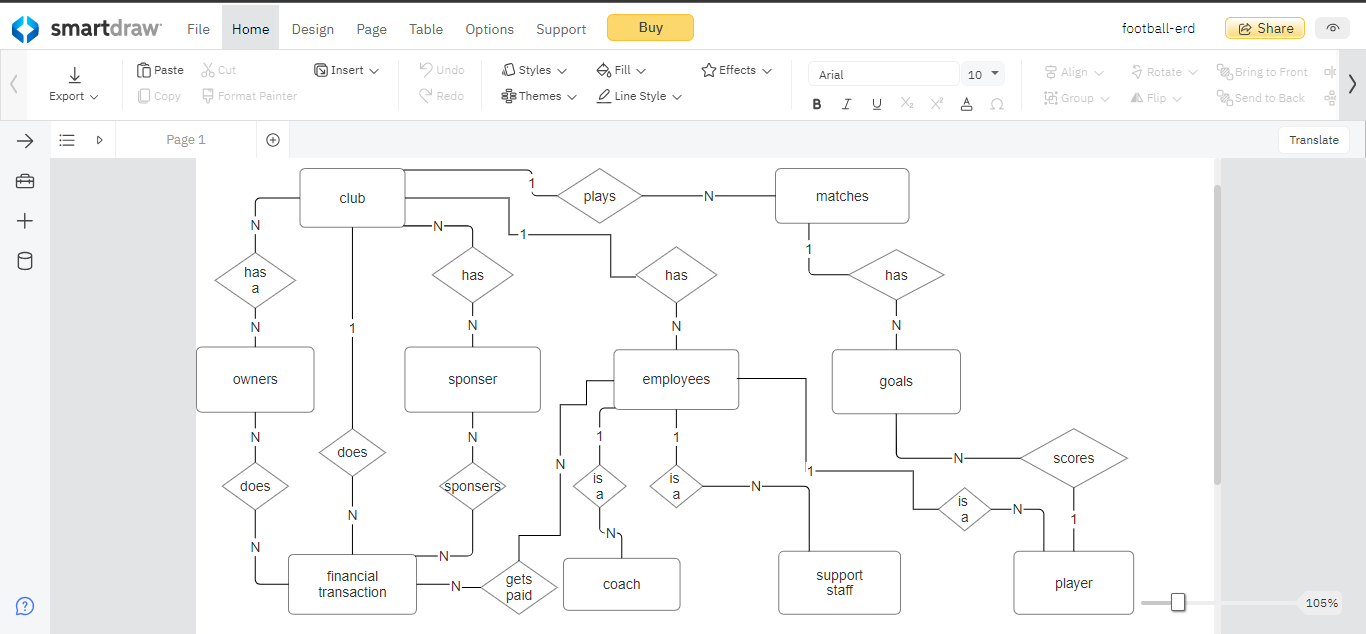 smartdraw
File
Home
Design
Page
Table
Options
Support
Buy
football-erd
Share
Export
Paste
Cut
Copy
Format Painter
Insert
Undo
Redo
Styles
Themes
Fill
Line Style
Effects
Arial
10
B I U X₂ X² A Ω
Align
Group
Rotate
Flip
Bring to Front
Send to Back
Page 1
Translate
club
1
plays
N
matches
N
N
1
1
has
a
has
has
has
N
1
N
N
N
owners
sponser
employees
goals
N
N
1
1
does
N
N
scores
1
does
sponsers
is
a
is
a
N
is
a
N
N
N
1
N
N
financial
transaction
N
gets
paid
coach
support
staff
player
105%